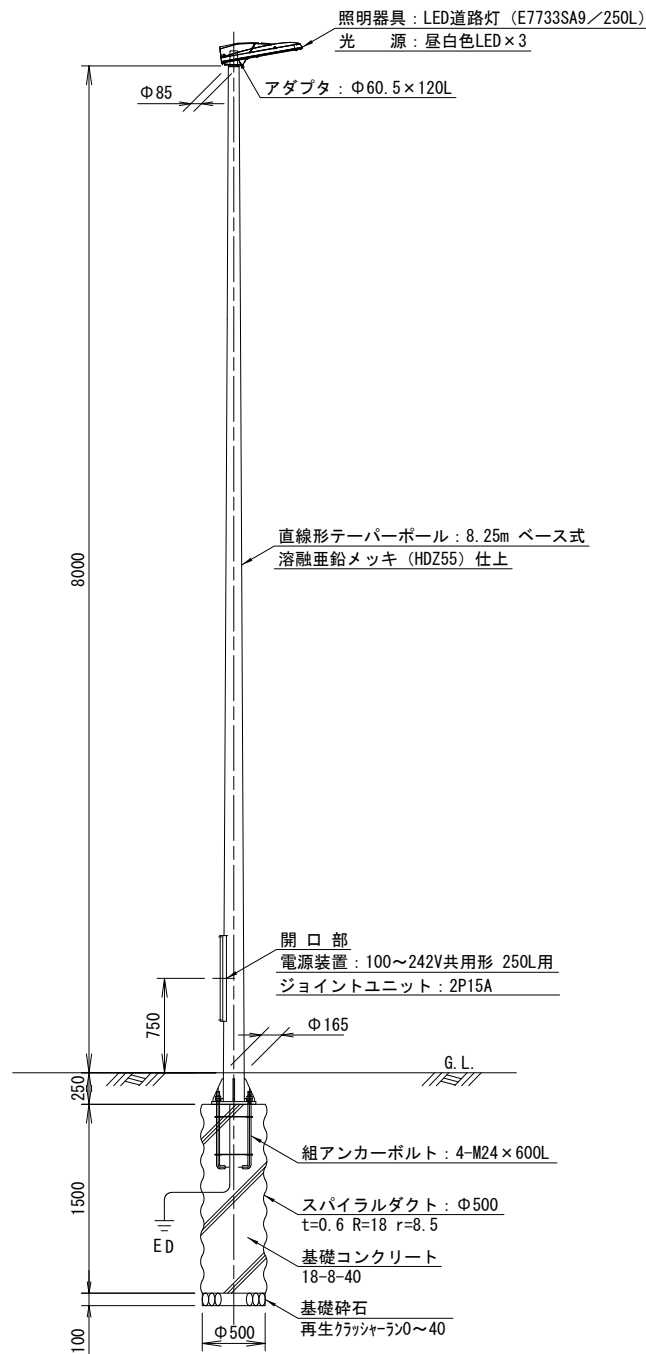 照明器具：LED道路灯（E7733SA9／250L）
光　　源：昼白色LED×3
アダプタ：Φ60.5×120L
Φ85
8000
直線形テーパーポール：8.25m ベース式
溶融亜鉛メッキ（HDZ55）仕上
開 口 部
電源装置：100～242V共用形 250L用
ジョイントユニット：2P15A
750
Φ165
G.L.
250
組アンカーボルト：4-M24×600L
1500
スパイラルダクト：Φ500
t=0.6 R=18 r=8.5
ED
基礎コンクリート
18-8-40
基礎砕石
再生クラッシャーラン0～40
Φ500
100